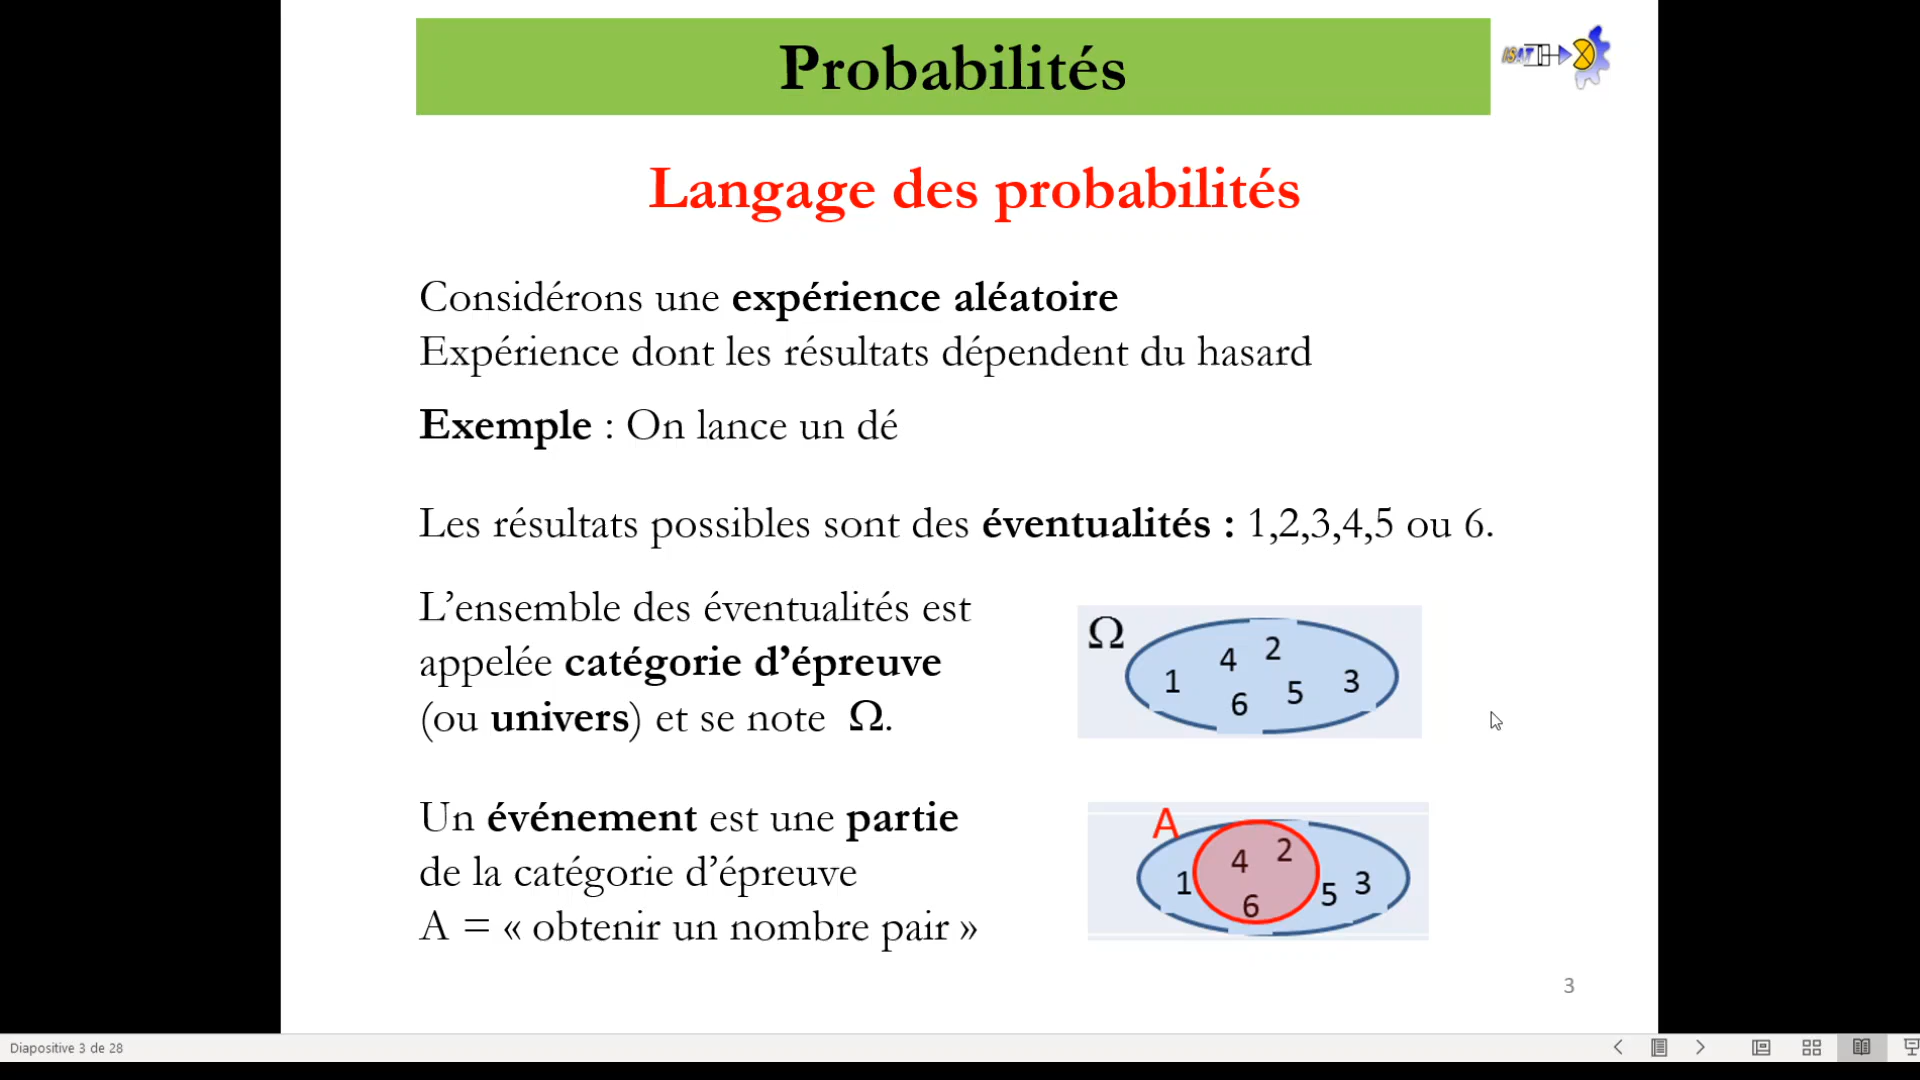 Probabilités
ISAT
Langage des probabilités
Considérons une expérience aléatoire
Expérience dont les résultats dépendent du hasard
Exemple : On lance un dé
Les résultats possibles sont des éventualités : 1,2,3,4,5 ou 6.
L’ensemble des éventualités est
appelée catégorie d’épreuve
(ou univers) et se note Ω.
Ω
1 4 2 6 5 3
Un événement est une partie
de la catégorie d’épreuve
A = « obtenir un nombre pair »
A
1 4 2 6 5 3
3
Diapositive 3 de 28